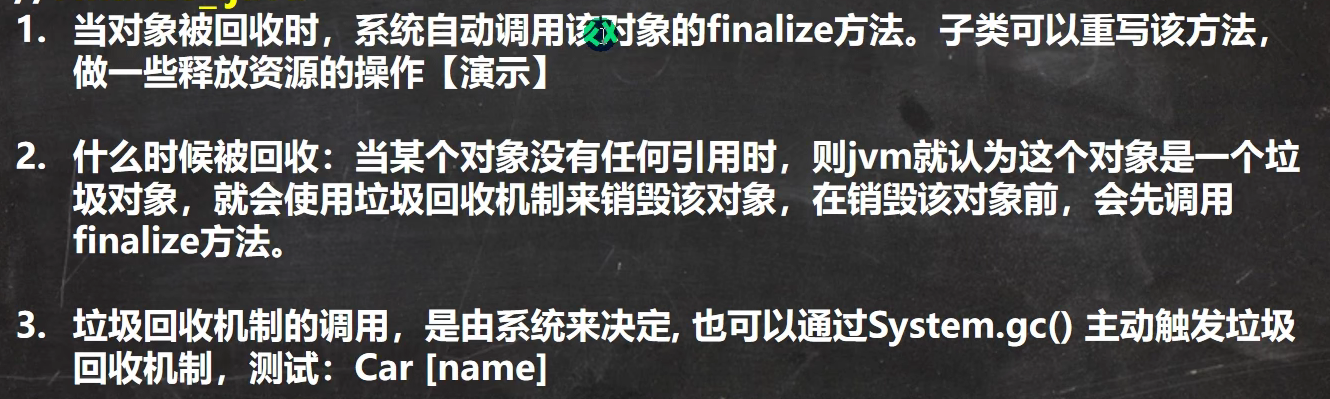 1. 当对象被回收时，系统自动调用该对象的finalize方法。子类可以重写该方法，
做一些释放资源的操作【演示】
2. 什么时候被回收：当某个对象没有任何引用时，则jvm就认为这个对象是一个垃
圾对象，就会使用垃圾回收机制来销毁该对象，在销毁该对象前，会先调用
finalize方法。
3. 垃圾回收机制的调用，是由系统来决定, 也可以通过System.gc() 主动触发垃圾
回收机制，测试：Car [name]